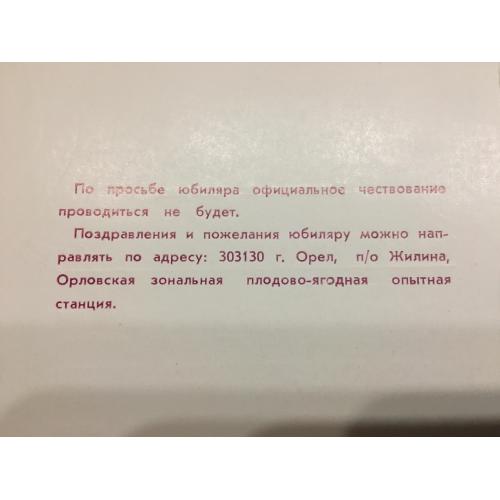 По просьбе юбиляра официальное чествование
проводиться не будет.
Поздравления и пожелания юбиляру можно нап-
равлять по адресу: 303130 г. Орел, п/о Жилина,
Орловская зональная плодово-ягодная опытная
станция.